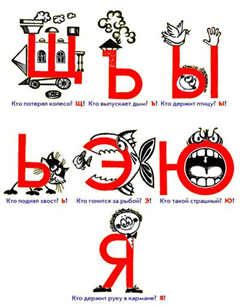 Щ Ъ Ы
Кто потерял колесо? Щ! Кто выпускает дым? Ъ! Кто держит птицу? Ы!
Ь Э Ю
Кто поднял хвост? Ь! Кто гонится за рыбой? Э! Кто такой страшный? Ю!
Я
Кто держит руку в кармане? Я!